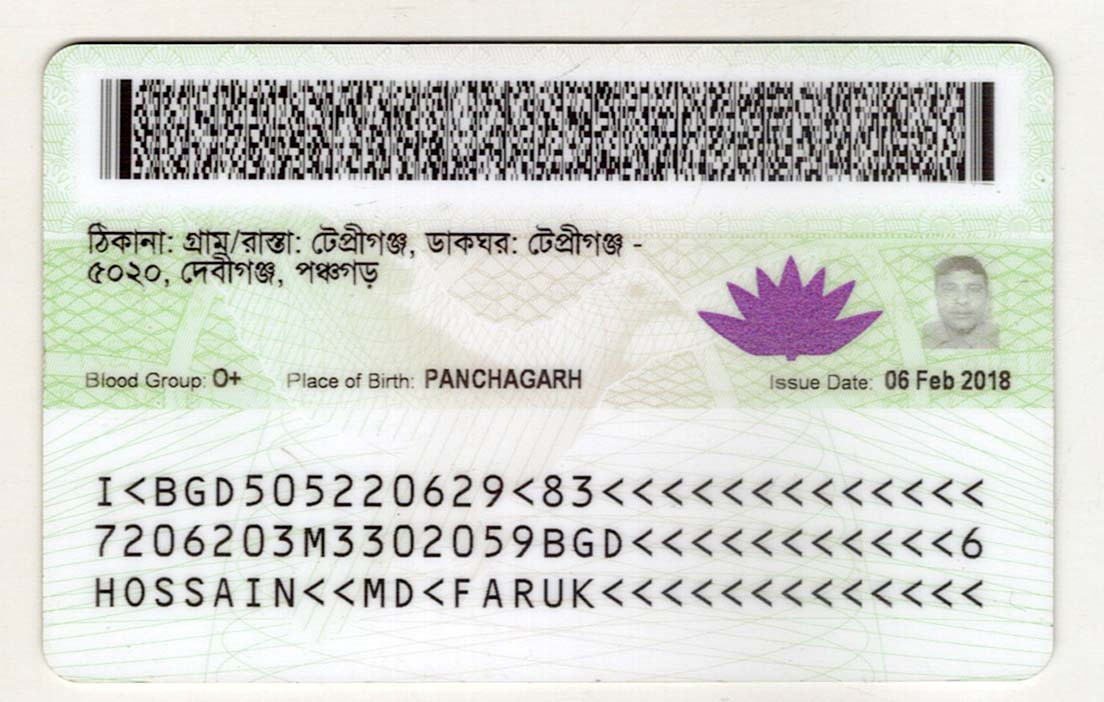 ঠিকানা: গ্রাম/রাস্তা: টেপ্রীগঞ্জ, ডাকঘর: টেপ্রীগঞ্জ -
৫০২০, দেবীগঞ্জ, পঞ্চগড়
Blood Group: O+ Place of Birth: PANCHAGARH Issue Date: 06 Feb 2018
I<BGD505220629<83<<<<<<<<<<<<<
7206203M3302059BGD<<<<<<<<<<<6
HOSSAIN<<MD<FARUK<<<<<<<<<<<<<